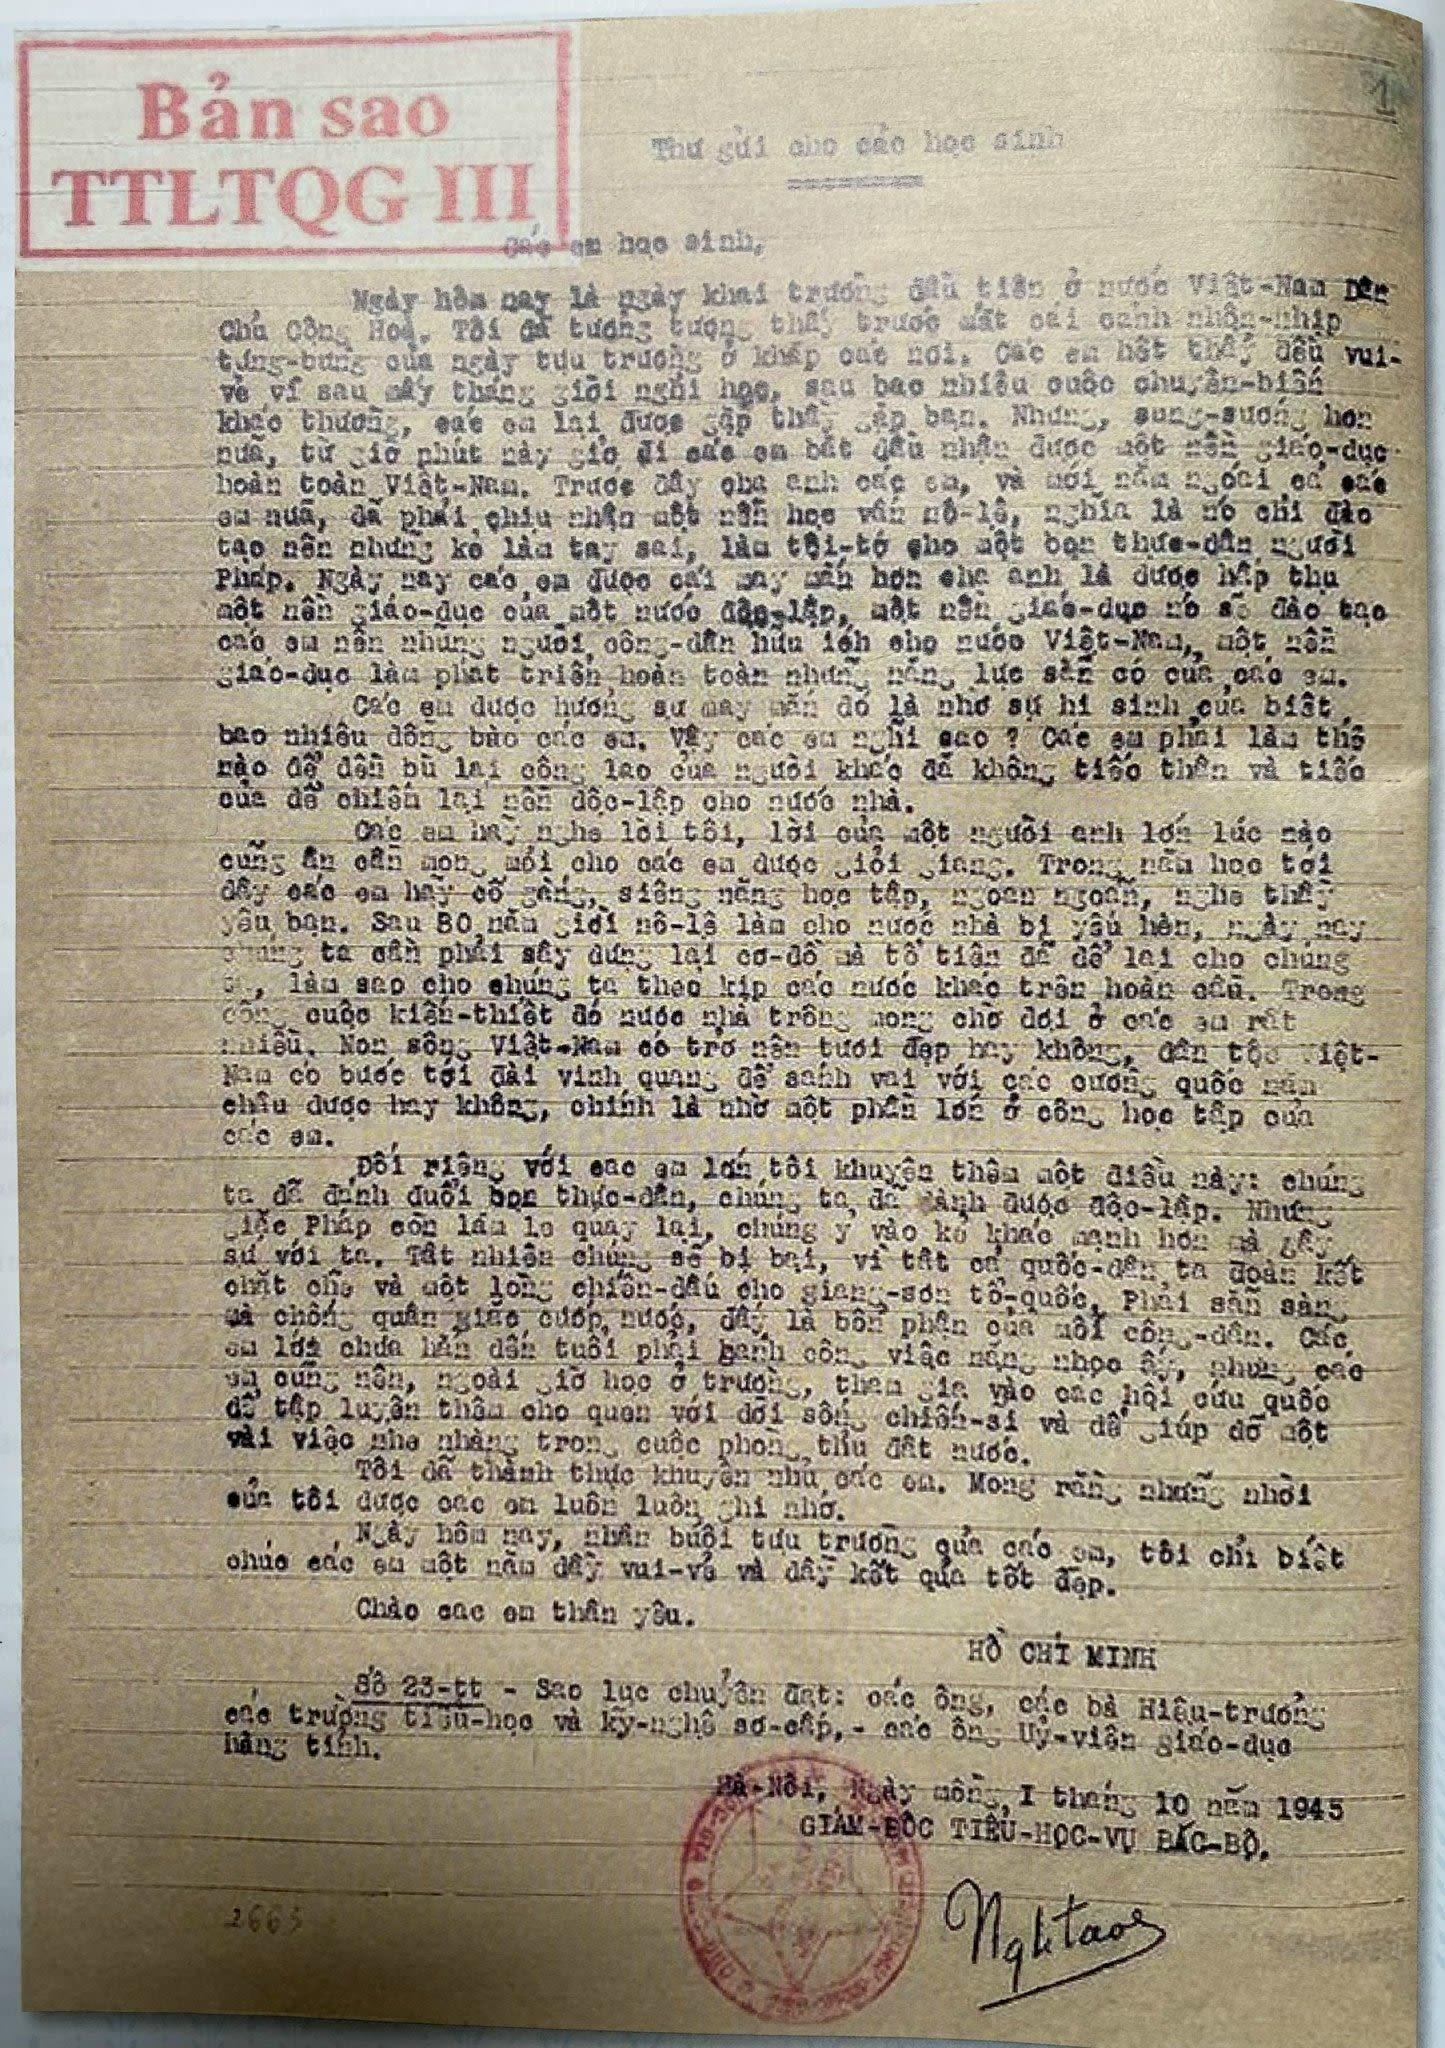 Bản sao
TTLTQG III
1
Thư gửi cho các học sinh
Các em học sinh,
Ngày hôm nay là ngày khai trường đầu tiên ở nước Việt-Nam Dân
Chủ Cộng Hoà. Tôi đã tưởng tượng thấy trước mắt cái cảnh nhộn-nhịp
tưng-bừng của ngày tựu trường ở khắp các nơi. Các em hết thẩy đều vui-
vẻ vì sau mấy tháng giời nghỉ học, sau bao nhiêu cuộc chuyển-biến
khác thường, các em lại được gặp thầy gặp bạn. Nhưng, sung-sướng hơn
nữa, từ giờ phút này giở đi các em bắt đầu nhận được một nền giáo-dục
hoàn toàn Việt-Nam. Trước đây cha anh các em, và mới năm ngoái cả các
em nữa, đã phải chịu nhận một nền học vấn nô-lệ, nghĩa là nó chỉ đào
tạo nên những kẻ làm tay sai, làm tôi-tớ cho một bọn thực-dân người
Pháp. Ngày nay các em được cái may mắn hơn cha anh là được hấp thụ
một nền giáo-dục của một nước độc-lập, một nền giáo-dục nó sẽ đào tạo
các em nên những người công-dân hữu ích cho nước Việt-Nam, một nền
giáo-dục làm phát triển hoàn toàn những năng lực sẵn có của các em.
Các em được hưởng sự may mắn đó là nhờ sự hi sinh của biết
bao nhiêu đồng bào các em. Vậy các em nghĩ sao ? Các em phải làm thế
nào để đền bù lại công lao của người khác đã không tiếc thân và tiếc
của để chiến lại nền độc-lập cho nước nhà.
Các em hãy nghe lời tôi, lời của một người anh lớn lúc nào
cũng ân cần mong mỏi cho các em được giỏi giang. Trong năm học tới
đây các em hãy cố gắng, siêng năng học tập, ngoan ngoãn, nghe thầy
yêu bạn. Sau 80 năm giời nô-lệ làm cho nước nhà bị yếu hèn, ngày nay
chúng ta cần phải sây dựng lại cơ-đồ mà tổ tiên đã để lại cho chúng
ta, làm sao cho chúng ta theo kịp các nước khác trên hoàn cầu. Trong
công cuộc kiến-thiết đó nước nhà trông mong chờ đợi ở các em rất
nhiều. Non sông Việt-Nam có trở nên tươi đẹp hay không, dân tộc Việt-
Nam có bước tới đài vinh quang để sánh vai với các cường quốc năm
châu được hay không, chính là nhờ một phần lớn ở công học tập của
các em.
Đối riêng với các em lớn tôi khuyên thêm một điều này: chúng
ta đã đánh đuổi bọn thực-dân, chúng ta đã dành được độc-lập. Nhưng
giặc Pháp còn lăm le quay lại, chúng ỷ vào kẻ khác mạnh hơn mà gây
sự với ta. Tất nhiên chúng sẽ bị bại, vì tất cả quốc-dân ta đoàn kết
chặt chẽ và một lòng chiến-đấu cho giang-sơn tổ-quốc. Phải sẵn sàng
mà chống quân giặc cướp nước, đấy là bổn phận của mỗi công-dân. Các
em lớn chưa hẳn đến tuổi phải gánh công việc nặng nhọc ấy, nhưng các
em cũng nên, ngoài giờ học ở trường, tham gia vào các hội cứu quốc
để tập luyện thêm cho quen với đời sống chiến-sĩ và để giúp đỡ một
vài việc nhẹ nhàng trong cuộc phòng thủ đất nước.
Tôi đã thành thực khuyên nhủ các em. Mong rằng những nhời
của tôi được các em luôn luôn ghi nhớ.
Ngày hôm nay, nhân buổi tựu trường của các em, tôi chỉ biết
chúc các em một năm đầy vui-vẻ và đầy kết quả tốt đẹp.
Chào các em thân yêu.
HỒ CHÍ MINH
Số 23-tt - Sao lục chuyển đạt: các ông, các bà Hiệu-trưởng
các trường tiểu-học và kỹ-nghệ sơ-cấp,- các ông Uỷ-viên giáo-dục
hàng tỉnh.
Hà-Nội, Ngày mồng I tháng 10 năm 1945
GIÁM-ĐỐC TIỂU-HỌC-VỤ BẮC-BỘ.
2663